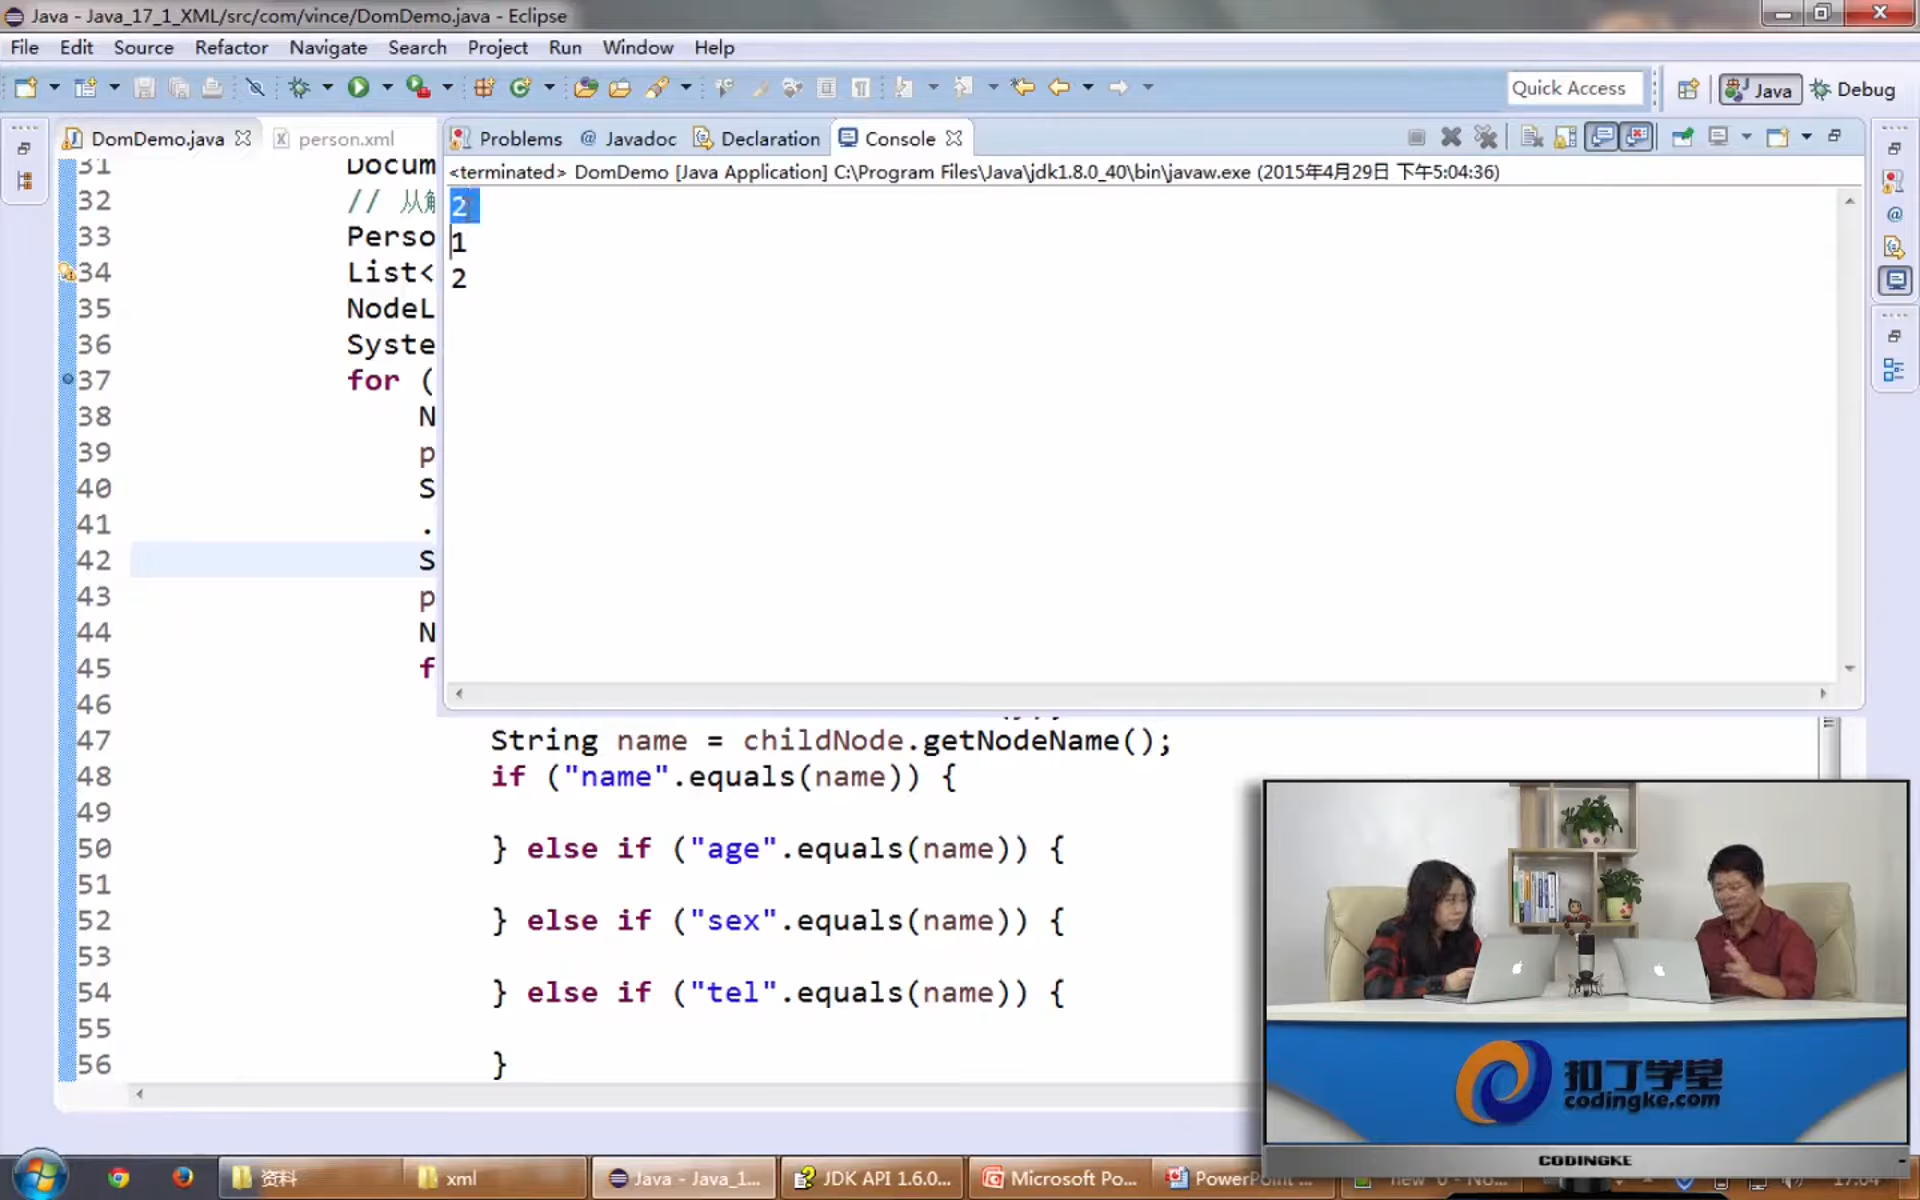 Java - Java_17_1_XML/src/com/vince/DomDemo.java - Eclipse
File Edit Source Refactor Navigate Search Project Run Window Help
Quick Access
Java
Debug
DomDemo.java
person.xml
Problems
@ Javadoc
Declaration
Console
<terminated> DomDemo [Java Application] C:\Program Files\Java\jdk1.8.0_40\bin\javaw.exe (2015年4月29日 下午5:04:36)
2
1
2
31 Docum
32 // 从解
33 Perso
34 List<
35 NodeL
36 Syste
37 for (
38 N
39 p
40 S
41 .
42 S
43 p
44 N
45 f
46
47 String name = childNode.getNodeName();
48 if ("name".equals(name)) {
49
50 } else if ("age".equals(name)) {
51
52 } else if ("sex".equals(name)) {
53
54 } else if ("tel".equals(name)) {
55
56 }
扣丁学堂
codingke.com
CODINGKE
资料
xml
Java - Java_1...
JDK API 1.6.0...
Microsoft Po...
PowerPoint ...
17:04